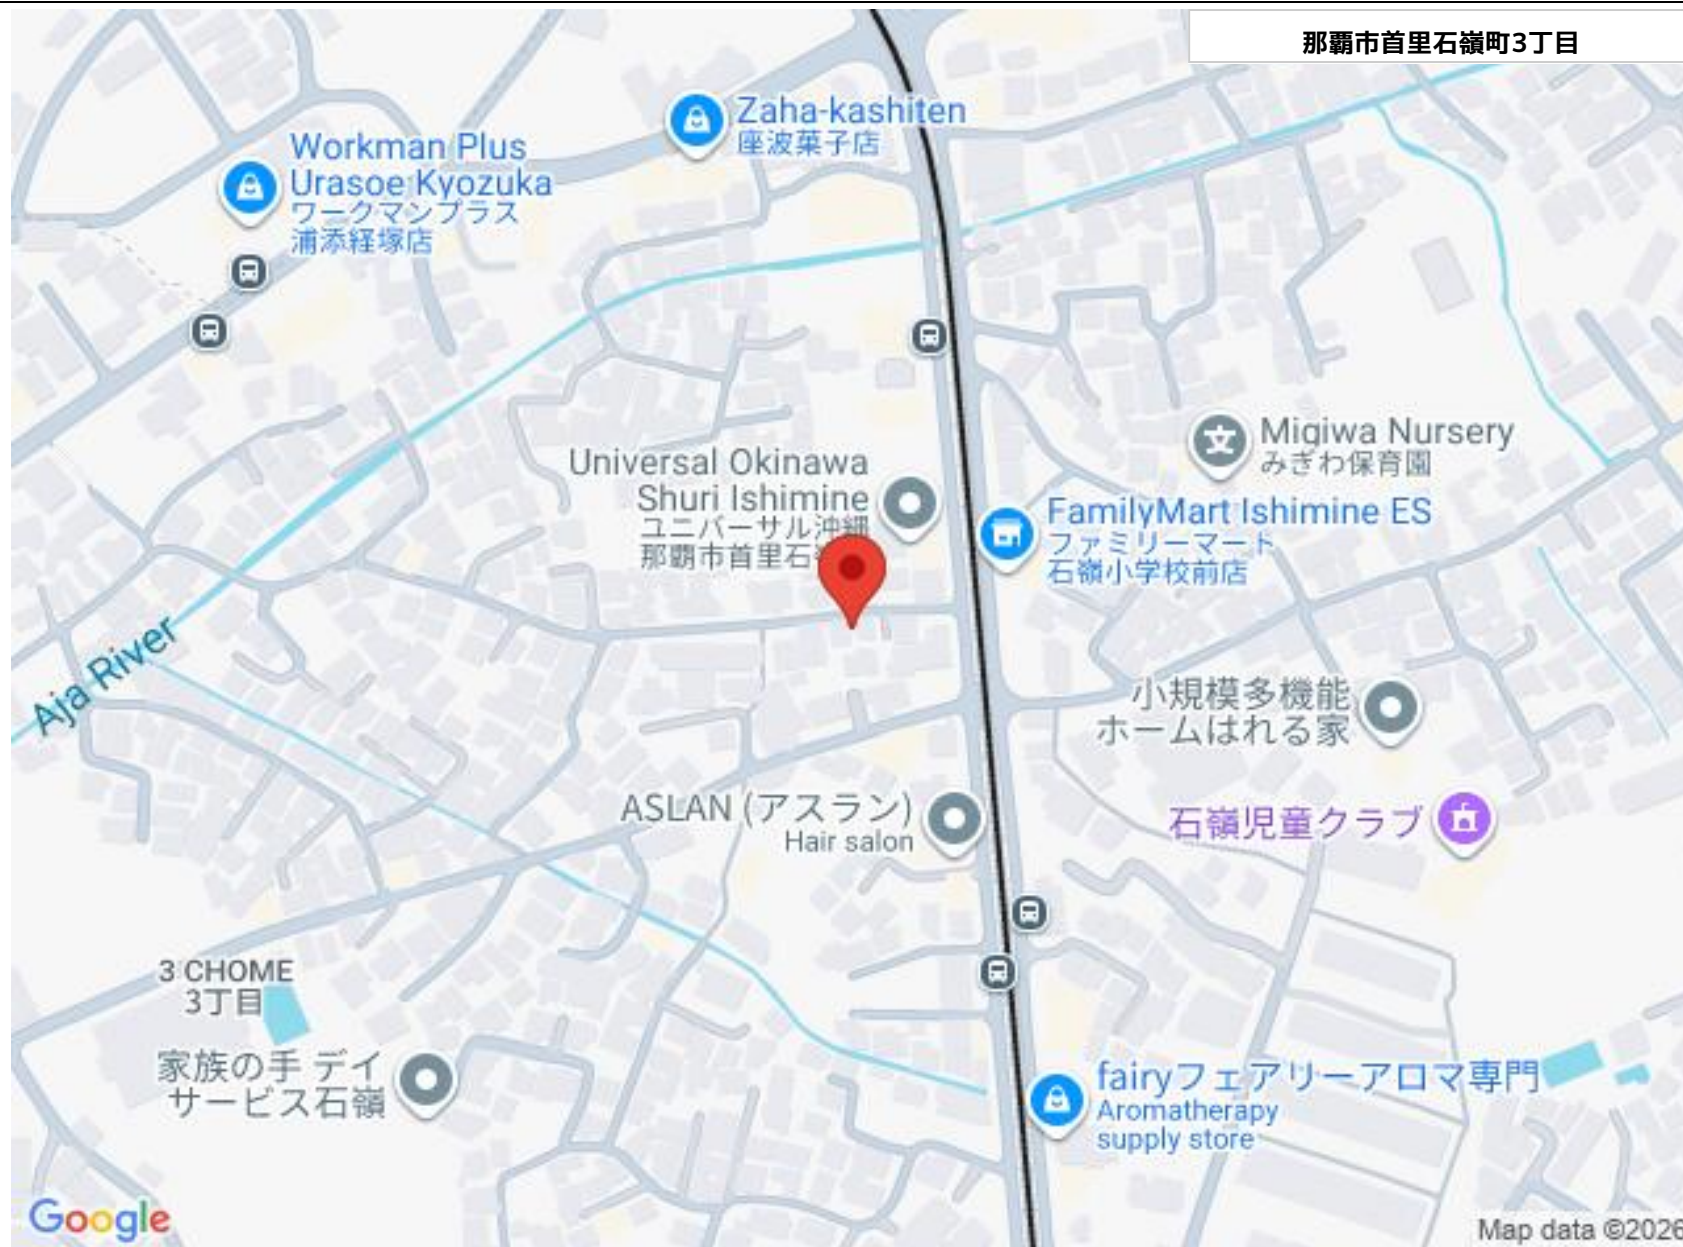 那覇市首里石嶺町3丁目
Zaha-kashiten
座波菓子店
Workman Plus
Urasoe Kyozuka
ワークマンプラス
浦添経塚店
Universal Okinawa
Shuri Ishimine
ユニバーサル沖縄
那覇市首里石
Migiwa Nursery
みぎわ保育園
FamilyMart Ishimine ES
ファミリーマート
石嶺小学校前店
Aja River
小規模多機能
ホームはれる家
ASLAN (アスラン)
Hair salon
石嶺児童クラブ
3 CHOME
3丁目
家族の手 デイ
サービス石嶺
fairyフェアリーアロマ専門
Aromatherapy
supply store
Google
Map data ©2026